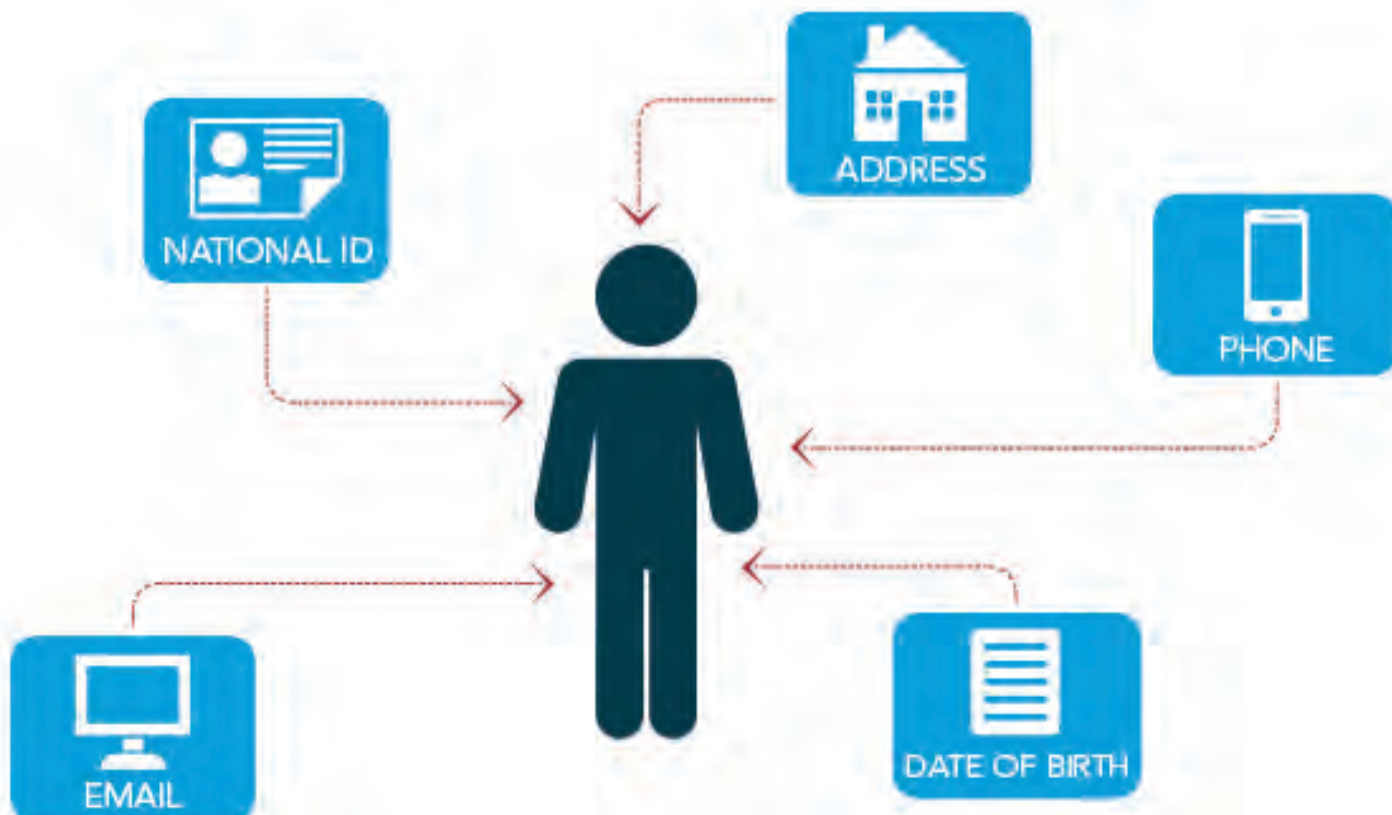 ADDRESS
NATIONAL ID
PHONE
DATE OF BIRTH
EMAIL